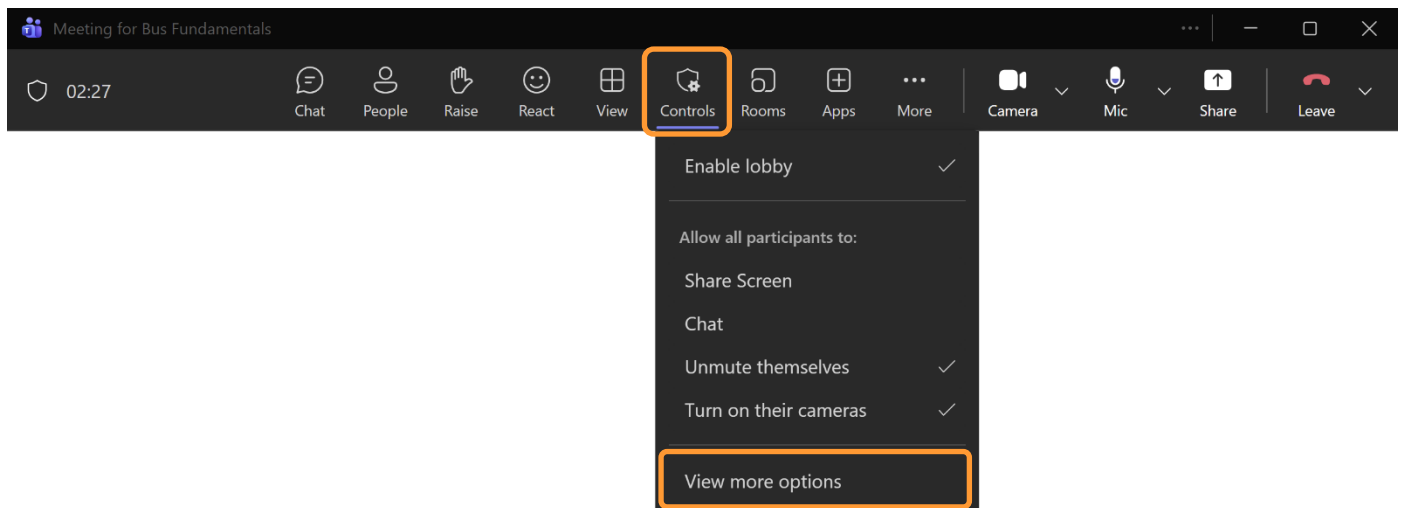 Meeting for Bus Fundamentals
02:27
Chat
People
Raise
React
View
Controls
Rooms
Apps
More
Camera
Mic
Share
Leave
Enable lobby
Allow all participants to:
Share Screen
Chat
Unmute themselves
Turn on their cameras
View more options